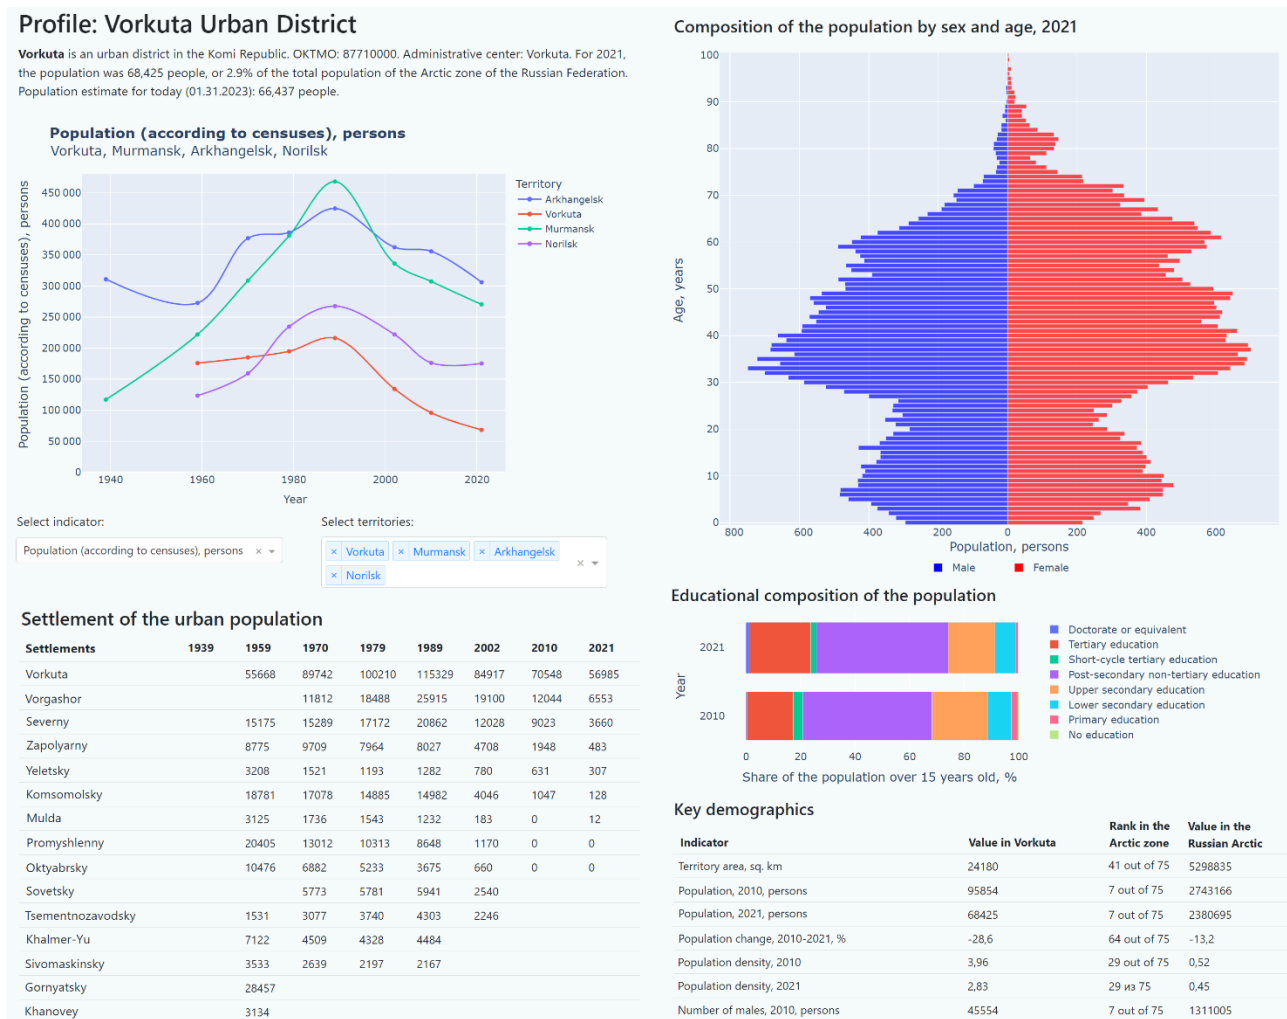 Profile: Vorkuta Urban District
Vorkuta is an urban district in the Komi Republic. OKTMO: 87710000. Administrative center: Vorkuta. For 2021,
the population was 68,425 people, or 2.9% of the total population of the Arctic zone of the Russian Federation.
Population estimate for today (01.31.2023): 66,437 people.
Population (according to censuses), persons
Vorkuta, Murmansk, Arkhangelsk, Norilsk
Population (according to censuses), persons
450 000
400 000
350 000
300 000
250 000
200 000
150 000
100 000
50 000
0
1940 1960 1980 2000 2020
Year
Territory
Arkhangelsk
Vorkuta
Murmansk
Norilsk
Select indicator:
Population (according to censuses), persons ×
Select territories:
× Vorkuta × Murmansk × Arkhangelsk
× Norilsk
×
Settlement of the urban population
Settlements 1939 1959 1970 1979 1989 2002 2010 2021
Vorkuta 55668 89742 100210 115329 84917 70548 56985
Vorgashor 11812 18488 25915 19100 12044 6553
Severny 15175 15289 17172 20862 12028 9023 3660
Zapolyarny 8775 9709 7964 8027 4708 1948 483
Yeletsky 3208 1521 1193 1282 780 631 307
Komsomolsky 18781 17078 14885 14982 4046 1047 128
Mulda 3125 1736 1543 1232 183 0 12
Promyshlenny 20405 13012 10313 8648 1170 0 0
Oktyabrsky 10476 6882 5233 3675 660 0 0
Sovetsky 5773 5781 5941 2540
Tsementnozavodsky 1531 3077 3740 4303 2246
Khalmer-Yu 7122 4509 4328 4484
Sivomaskinsky 3533 2639 2197 2167
Gornyatsky 28457
Khanovey 3134
Composition of the population by sex and age, 2021
Age, years
100
90
80
70
60
50
40
30
20
10
0
800 600 400 200 0 200 400 600
Population, persons
Male Female
Educational composition of the population
Year
2021
2010
0 20 40 60 80 100
Share of the population over 15 years old, %
Doctorate or equivalent
Tertiary education
Short-cycle tertiary education
Post-secondary non-tertiary education
Upper secondary education
Lower secondary education
Primary education
No education
Key demographics
Indicator Value in Vorkuta Rank in the Arctic zone Value in the Russian Arctic
Territory area, sq. km 24180 41 out of 75 5298835
Population, 2010, persons 95854 7 out of 75 2743166
Population, 2021, persons 68425 7 out of 75 2380695
Population change, 2010-2021, % -28,6 64 out of 75 -13,2
Population density, 2010 3,96 29 out of 75 0,52
Population density, 2021 2,83 29 из 75 0,45
Number of males, 2010, persons 45554 7 out of 75 1311005